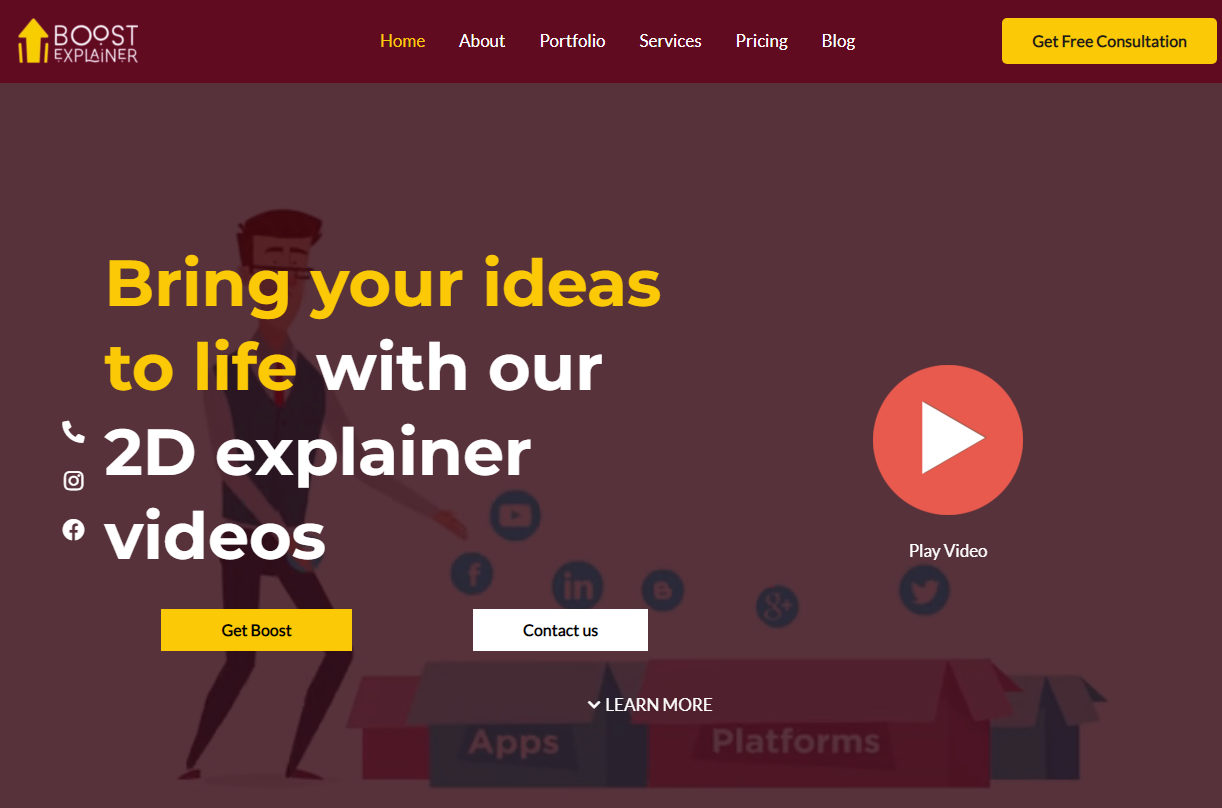 BOOST
EXPLAINER
Home About Portfolio Services Pricing Blog
Get Free Consultation
Bring your ideas
to life with our
2D explainer
videos
Play Video
Get Boost
Contact us
LEARN MORE
Apps
Platforms